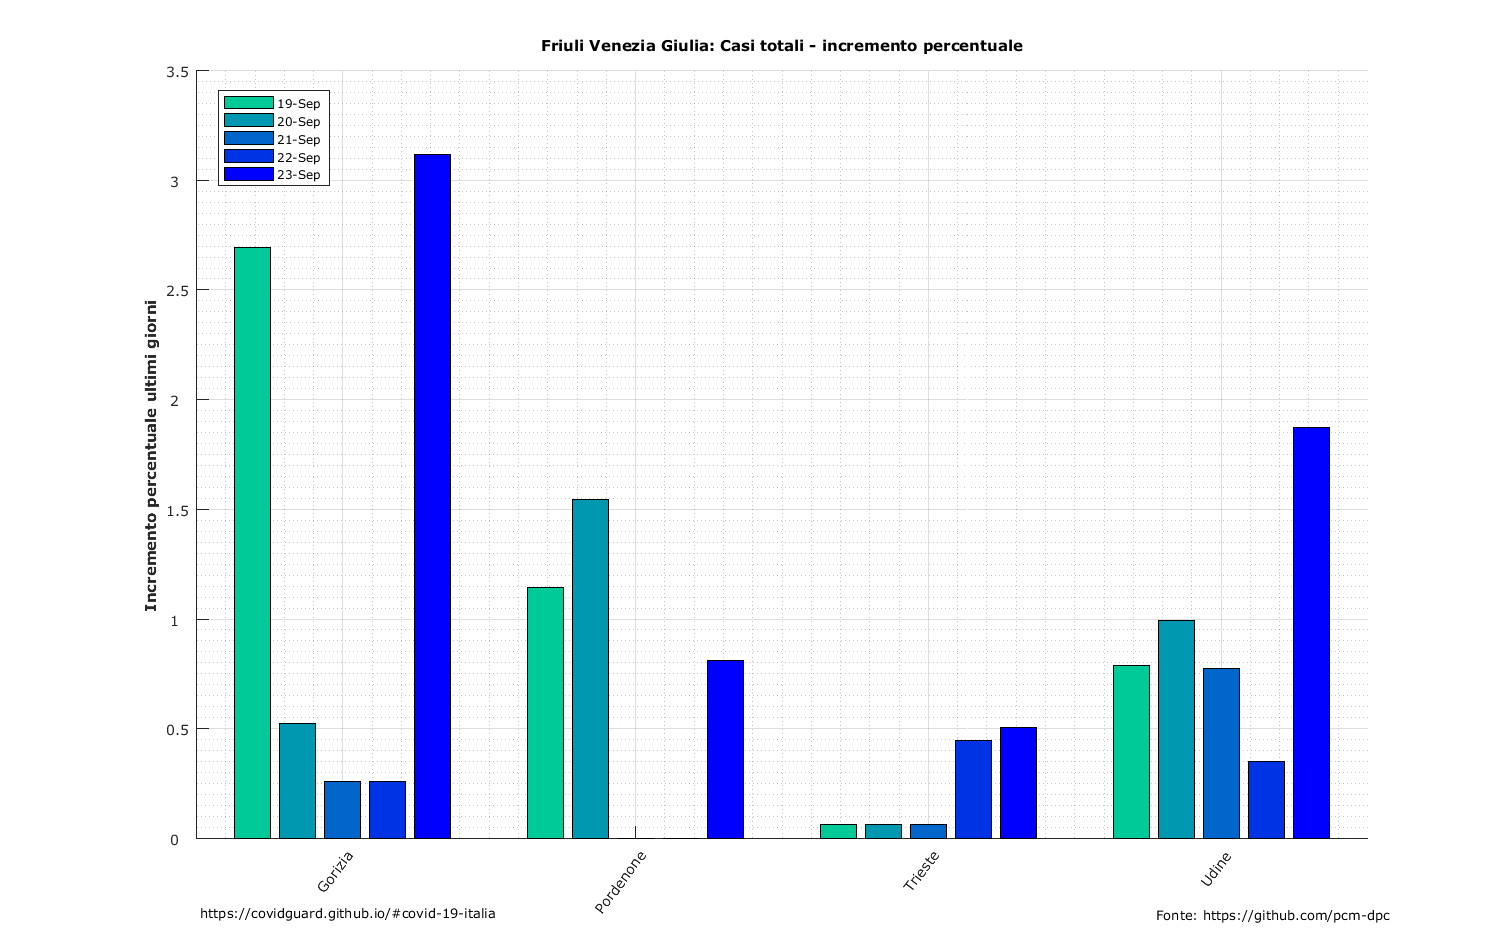 Friuli Venezia Giulia: Casi totali - incremento percentuale
3.5
3
2.5
2
1.5
1
0.5
0
Incremento percentuale ultimi giorni
19-Sep
20-Sep
21-Sep
22-Sep
23-Sep
Gorizia
Pordenone
Trieste
Udine
https://covidguard.github.io/#covid-19-italia
Fonte: https://github.com/pcm-dpc